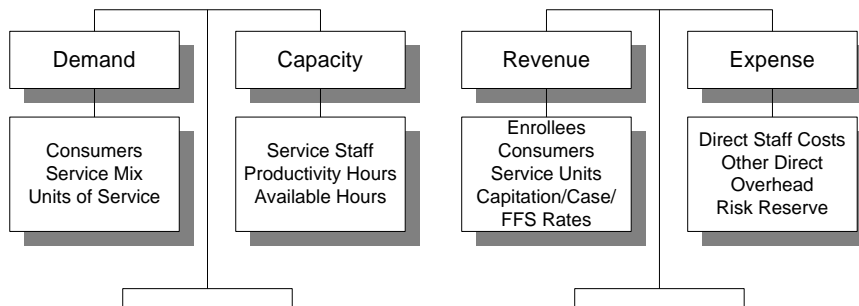 Demand
Capacity
Revenue
Expense
Consumers
Service Mix
Units of Service
Service Staff
Productivity Hours
Available Hours
Enrollees
Consumers
Service Units
Capitation/Case/
FFS Rates
Direct Staff Costs
Other Direct
Overhead
Risk Reserve